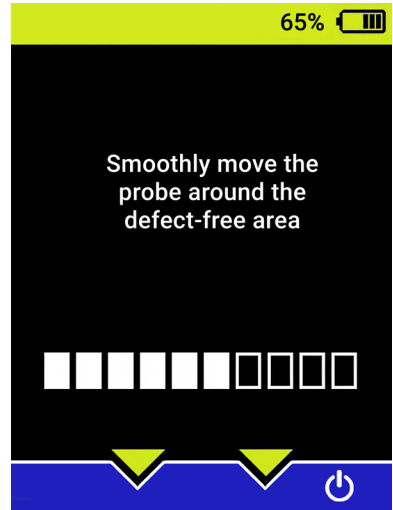 65%
Smoothly move the
probe around the
defect-free area